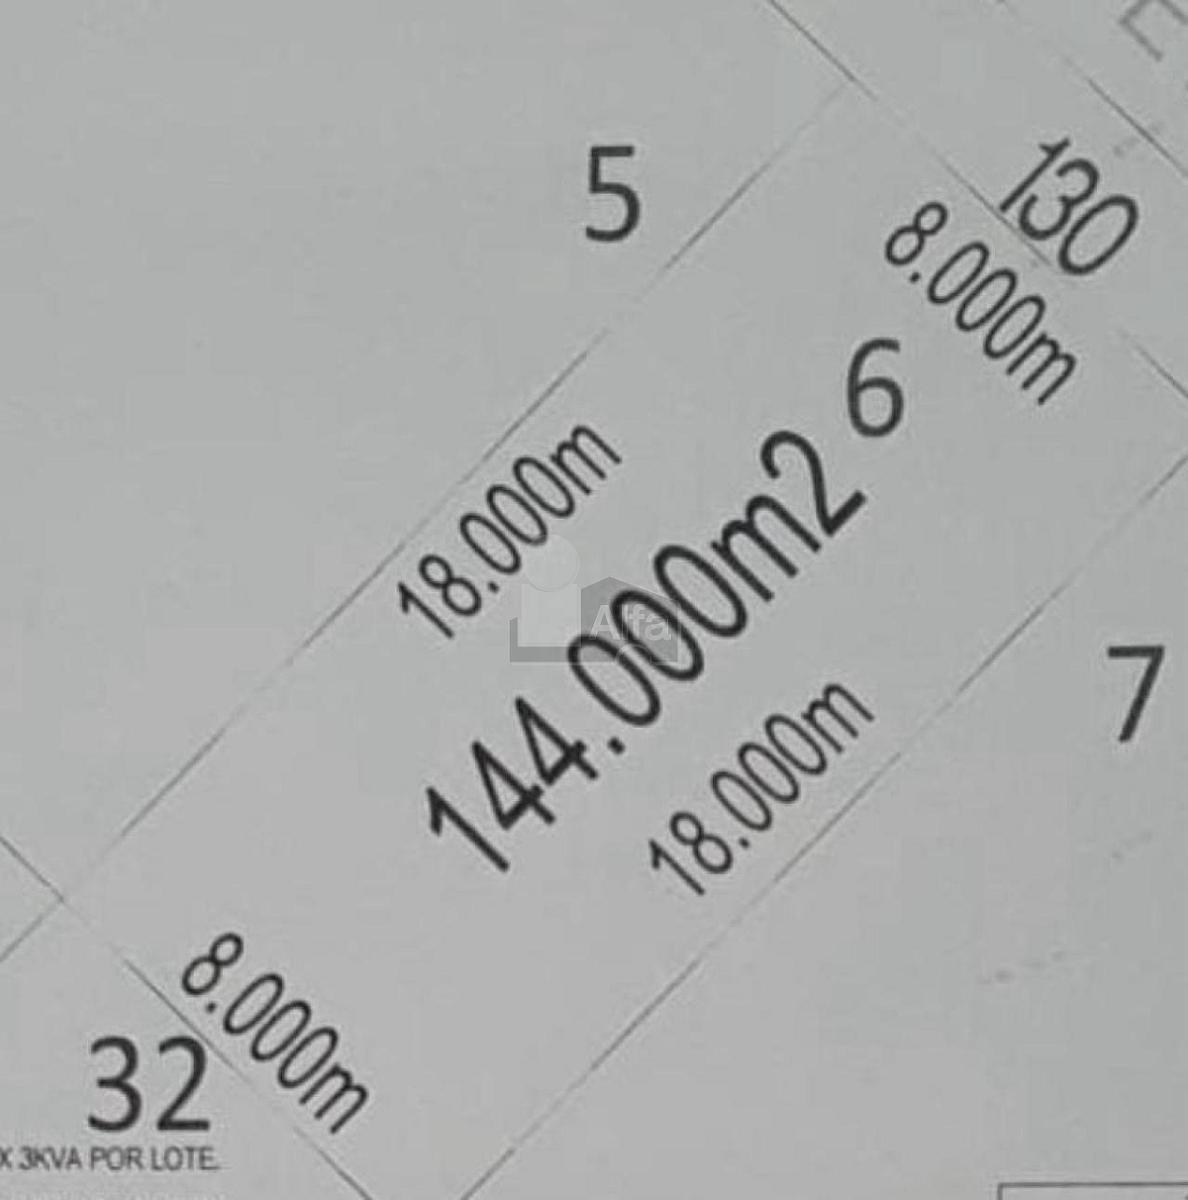 5
130
8.000m
6
18.000m
144.000m2
Alfa
7
18.000m
8.000m
32
X 3KVA POR LOTE.